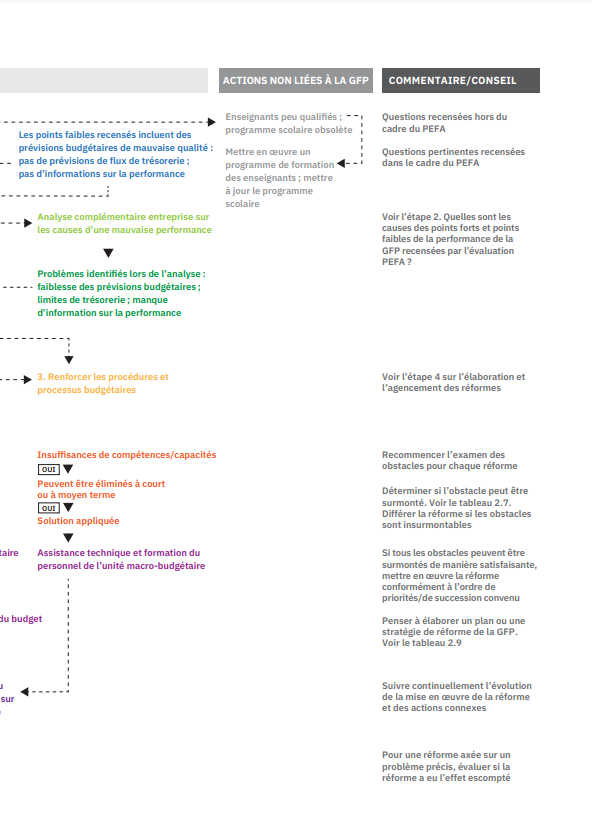 ACTIONS NON LIÉES À LA GFP
COMMENTAIRE/CONSEIL
Les points faibles recensés incluent des
prévisions budgétaires de mauvaise qualité ;
pas de prévisions de flux de trésorerie ;
pas d’informations sur la performance
Enseignants peu qualifiés ;
programme scolaire obsolète
Mettre en œuvre un
programme de formation
des enseignants ; mettre
à jour le programme
scolaire
Questions recensées hors du
cadre du PEFA
Questions pertinentes recensées
dans le cadre du PEFA
Analyse complémentaire entreprise sur
les causes d’une mauvaise performance
Voir l’étape 2. Quelles sont les
causes des points forts et points
faibles de la performance de la
GFP recensées par l’évaluation
PEFA ?
Problèmes identifiés lors de l’analyse :
faiblesse des prévisions budgétaires ;
limites de trésorerie ; manque
d’information sur la performance
3. Renforcer les procédures et
processus budgétaires
Voir l’étape 4 sur l’élaboration et
l’agencement des réformes
Insuffisances de compétences/capacités
OUI
Peuvent être éliminés à court
ou à moyen terme
OUI
Solution appliquée
Recommencer l’examen des
obstacles pour chaque réforme
Déterminer si l’obstacle peut être
surmonté. Voir le tableau 2.7.
Différer la réforme si les obstacles
sont insurmontables
taire
Assistance technique et formation du
personnel de l’unité macro-budgétaire
Si tous les obstacles peuvent être
surmontés de manière satisfaisante,
mettre en œuvre la réforme
conformément à l’ordre de
priorités/de succession convenu
du budget
Penser à élaborer un plan ou une
stratégie de réforme de la GFP.
Voir le tableau 2.9
u
sur
Suivre continuellement l’évolution
de la mise en œuvre de la réforme
et des actions connexes
Pour une réforme axée sur un
problème précis, évaluer si la
réforme a eu l’effet escompté